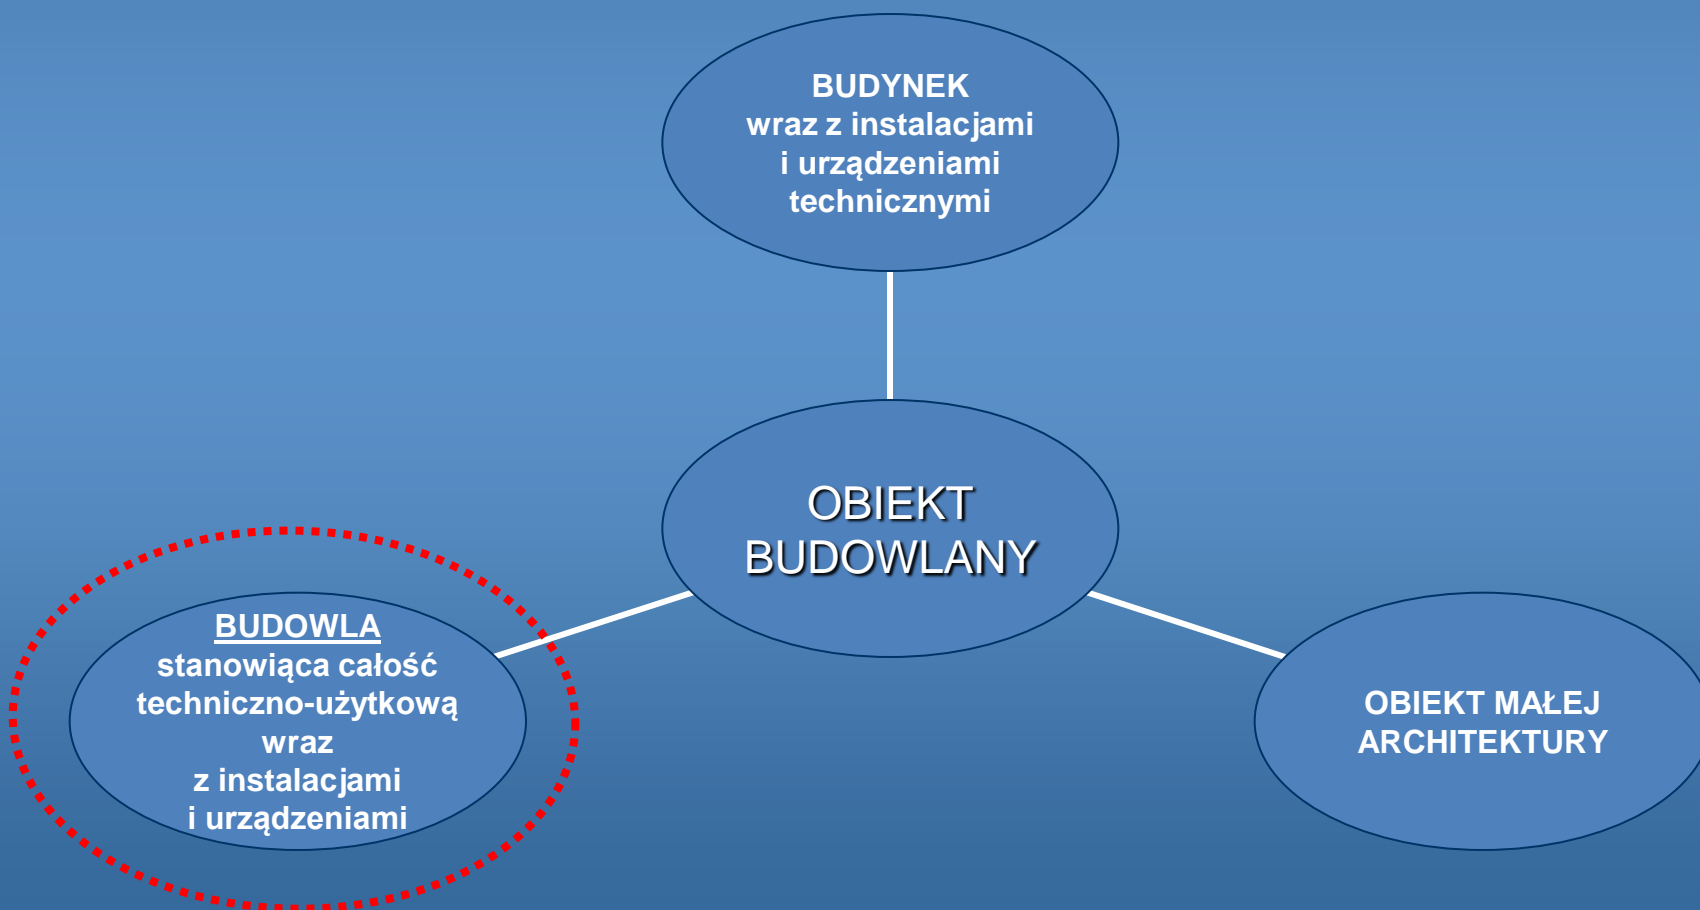 BUDYNEK
wraz z instalacjami
i urządzeniami
technicznymi
OBIEKT
BUDOWLANY
BUDOWLA
stanowiąca całość
techniczno-użytkową
wraz
z instalacjami
i urządzeniami
OBIEKT MAŁEJ
ARCHITEKTURY